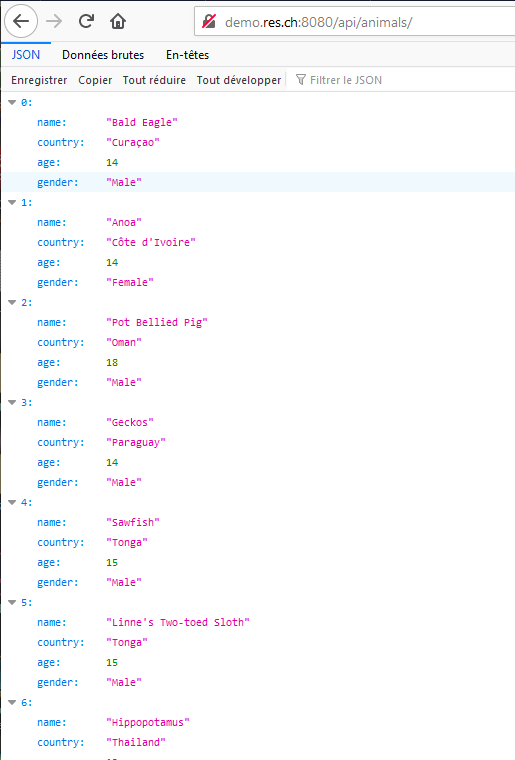 demo.res.ch:8080/api/animals/
JSON Données brutes En-têtes
Enregistrer Copier Tout réduire Tout développer Filtrer le JSON
0:
name: "Bald Eagle"
country: "Curaçao"
age: 14
gender: "Male"
1:
name: "Anoa"
country: "Côte d'Ivoire"
age: 14
gender: "Female"
2:
name: "Pot Bellied Pig"
country: "Oman"
age: 18
gender: "Male"
3:
name: "Geckos"
country: "Paraguay"
age: 14
gender: "Male"
4:
name: "Sawfish"
country: "Tonga"
age: 15
gender: "Male"
5:
name: "Linne's Two-toed Sloth"
country: "Tonga"
age: 15
gender: "Male"
6:
name: "Hippopotamus"
country: "Thailand"